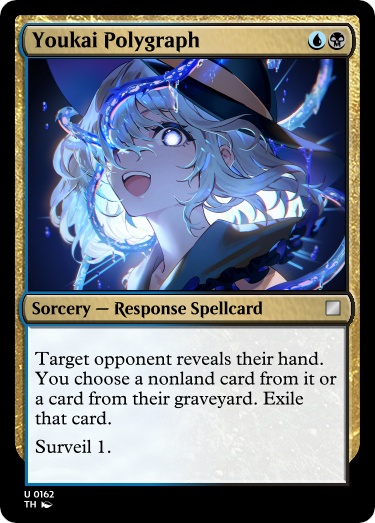 Youkai Polygraph
Sorcery — Response Spellcard
Target opponent reveals their hand.
You choose a nonland card from it or
a card from their graveyard. Exile
that card.
Surveil 1.
U 0162
TH